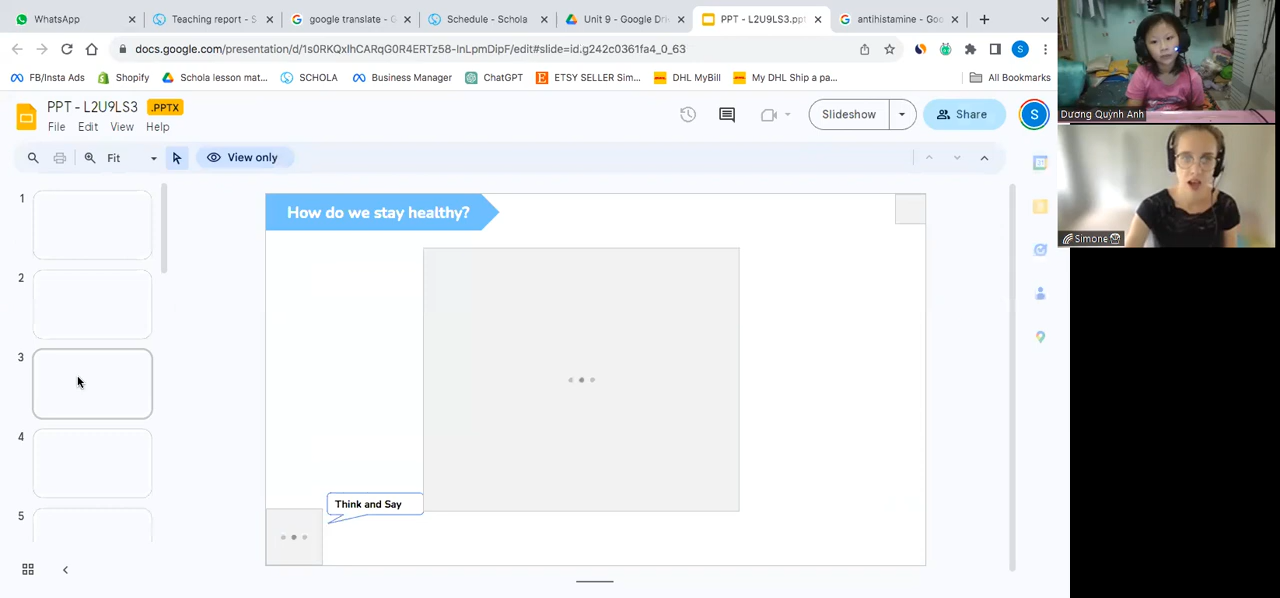 WhatsApp
Teaching report - S
google translate - G
Schedule - Schola
Unit 9 - Google Dri
PPT - L2U9LS3.ppt
antihistamine - Goo
docs.google.com/presentation/d/1s0RKQxIhCARqG0R4ERTz58-lnLpmDipF/edit#slide=id.g242c0361fa4_0_63
S
FB/Insta Ads
Shopify
Schola lesson mat...
SCHOLA
Business Manager
ChatGPT
ETSY SELLER Sim...
DHL MyBill
My DHL Ship a pa...
All Bookmarks
PPT - L2U9LS3 .PPTX
File Edit View Help
Slideshow
Share
S
Fit
View only
1
2
3
4
5
How do we stay healthy?
Think and Say
Dương Quỳnh Anh
Simone